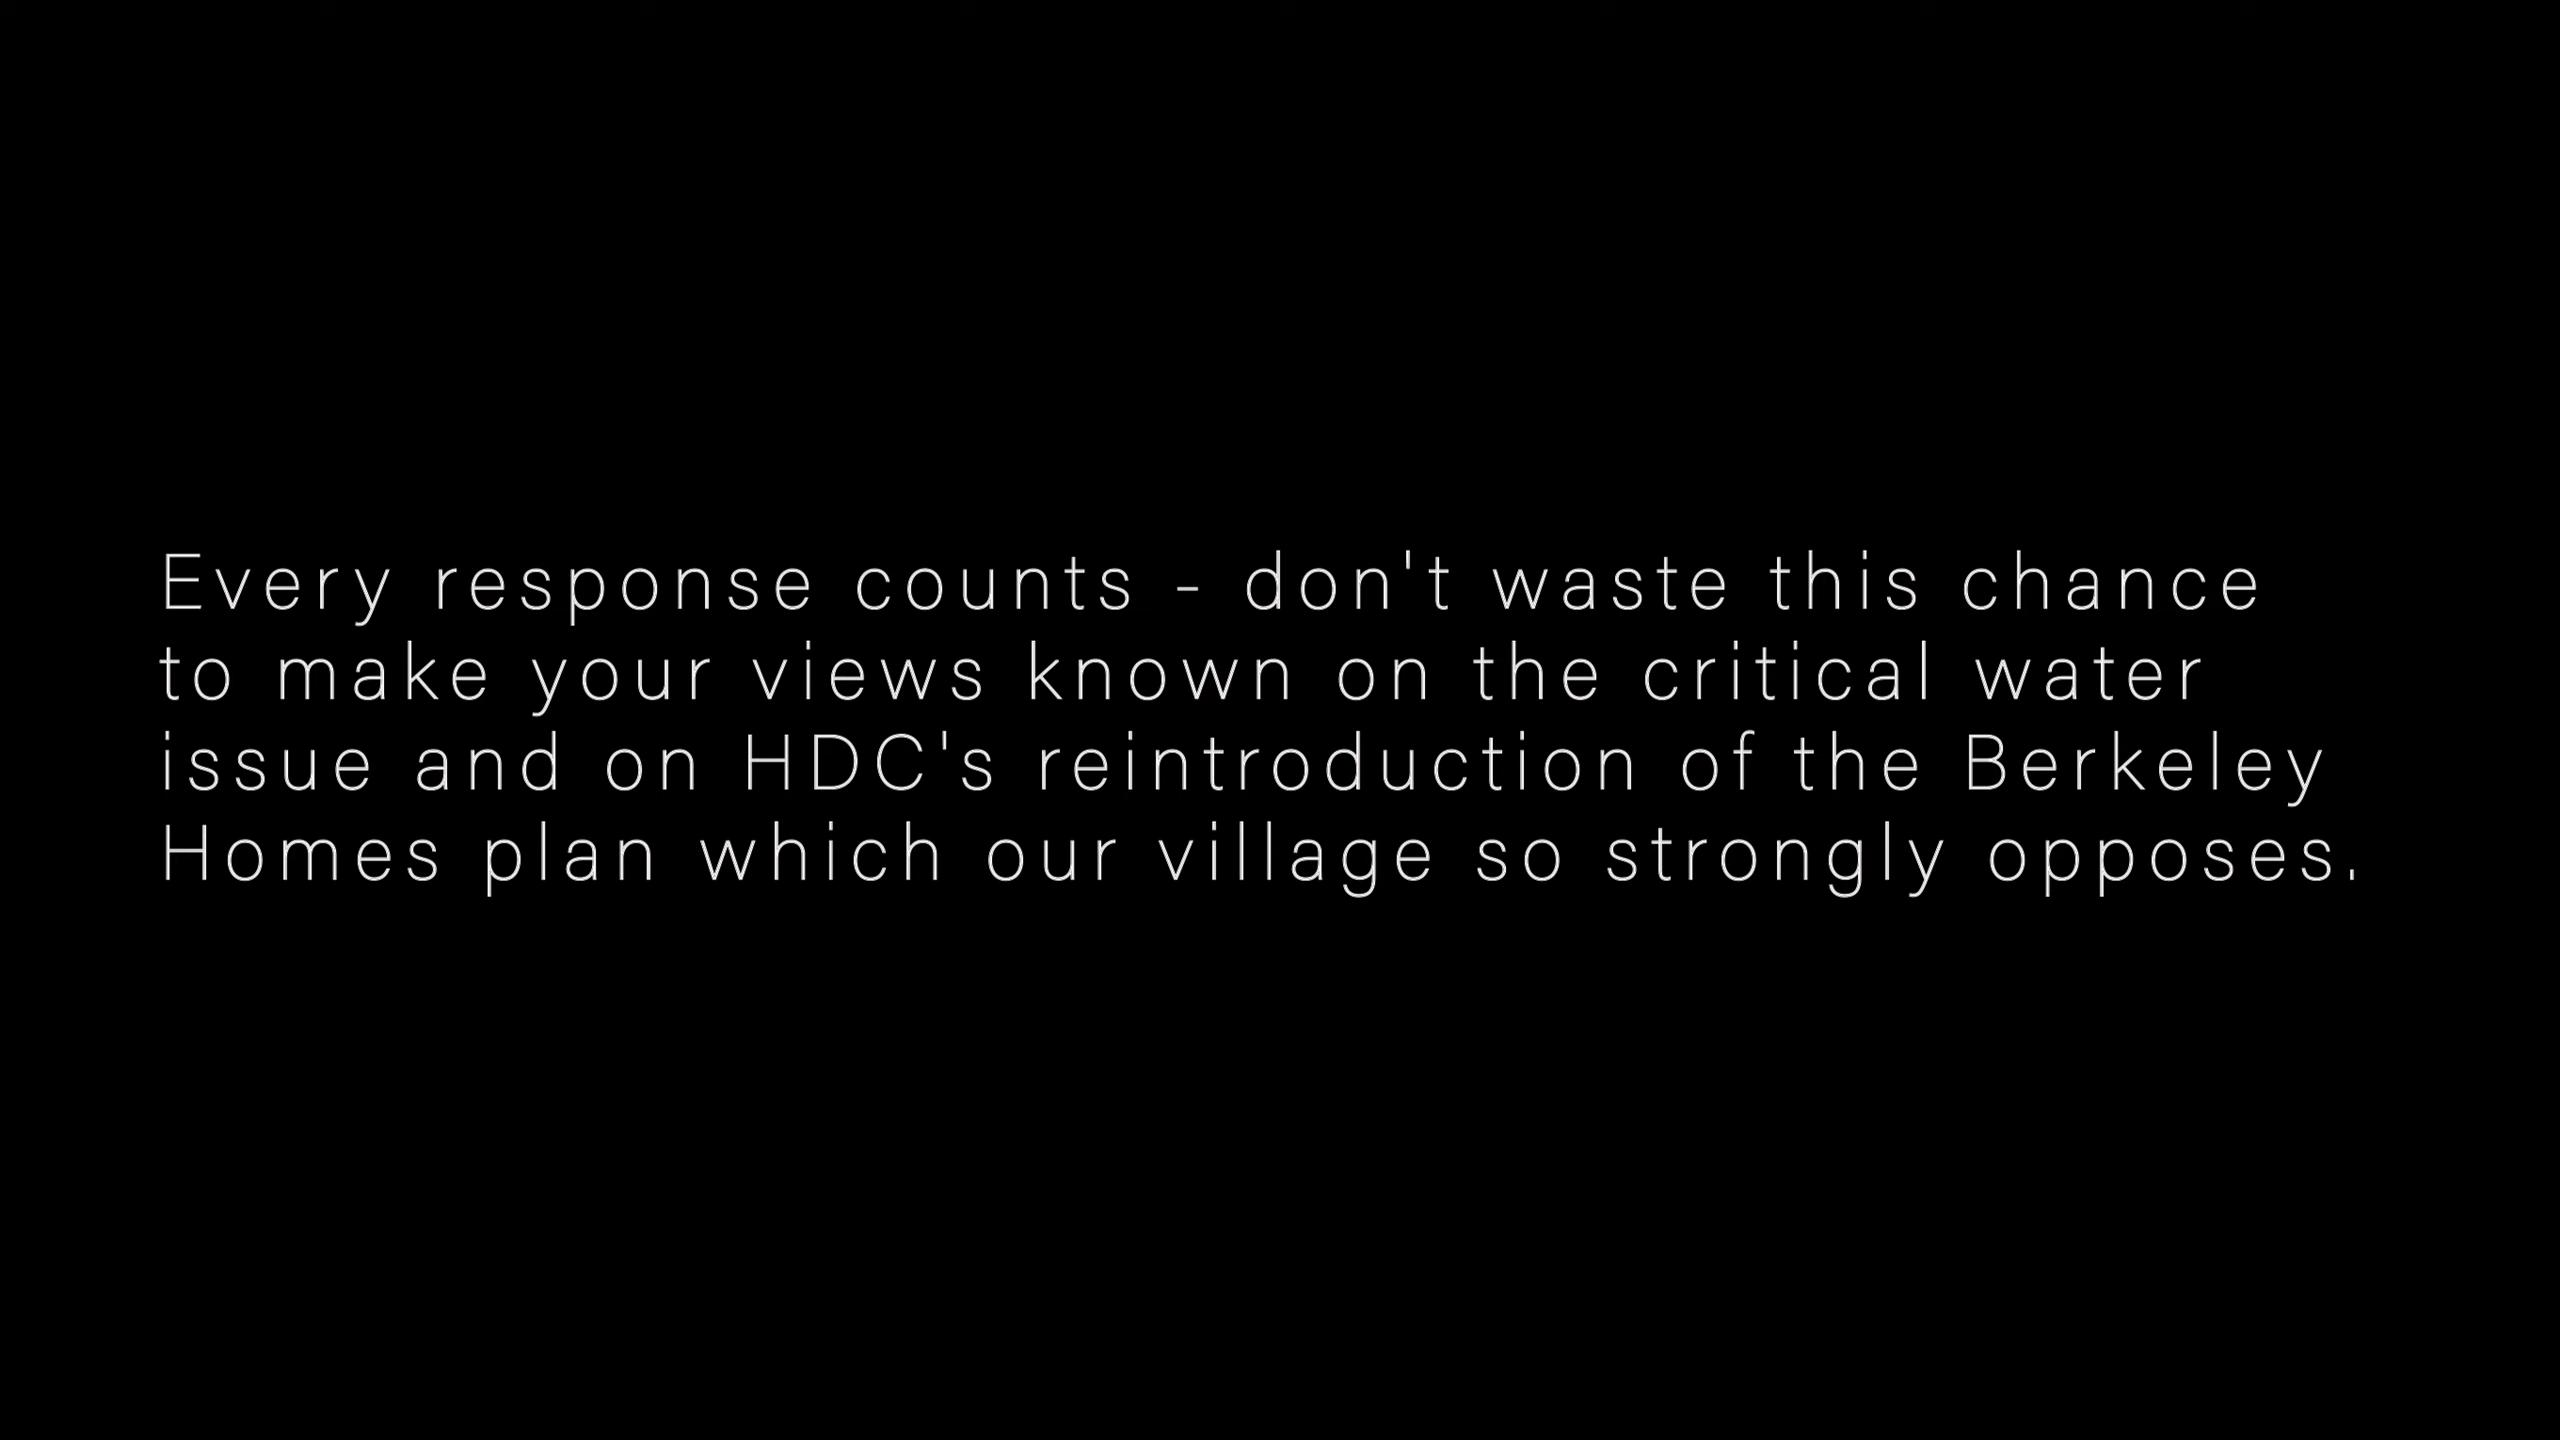 Every response counts - don't waste this chance
to make your views known on the critical water
issue and on HDC's reintroduction of the Berkeley
Homes plan which our village so strongly opposes.